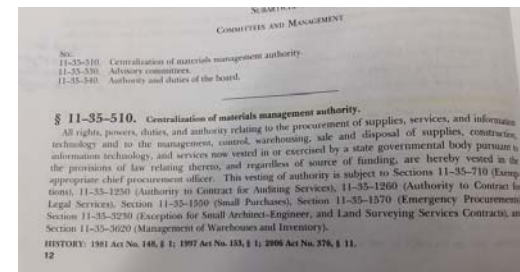 COMMITTEES AND MANAGEMENT
SEC.
11-35-510. Centralization of materials management authority.
11-35-530. Advisory committees.
11-35-540. Authority and duties of the board.
§ 11-35-510. Centralization of materials management authority.
All rights, powers, duties, and authority relating to the procurement of supplies, services, and information
technology and to the management, control, warehousing, sale and disposal of supplies, construction,
information technology, and services now vested in or exercised by a state governmental body pursuant to
the provisions of law relating thereto, and regardless of source of funding, are hereby vested in the
appropriate chief procurement officer. This vesting of authority is subject to Sections 11-35-710 (Exemp-
tions), 11-35-1250 (Authority to Contract for Auditing Services), 11-35-1260 (Authority to Contract for
Legal Services), Section 11-35-1550 (Small Purchases), Section 11-35-1570 (Emergency Procurements
Section 11-35-3230 (Exception for Small Architect-Engineer, and Land Surveying Services Contracts), an
Section 11-35-3620 (Management of Warehouses and Inventory).
HISTORY: 1981 Act No. 148, § 1; 1997 Act No. 153, § 1; 2006 Act No. 376, § 11.
12